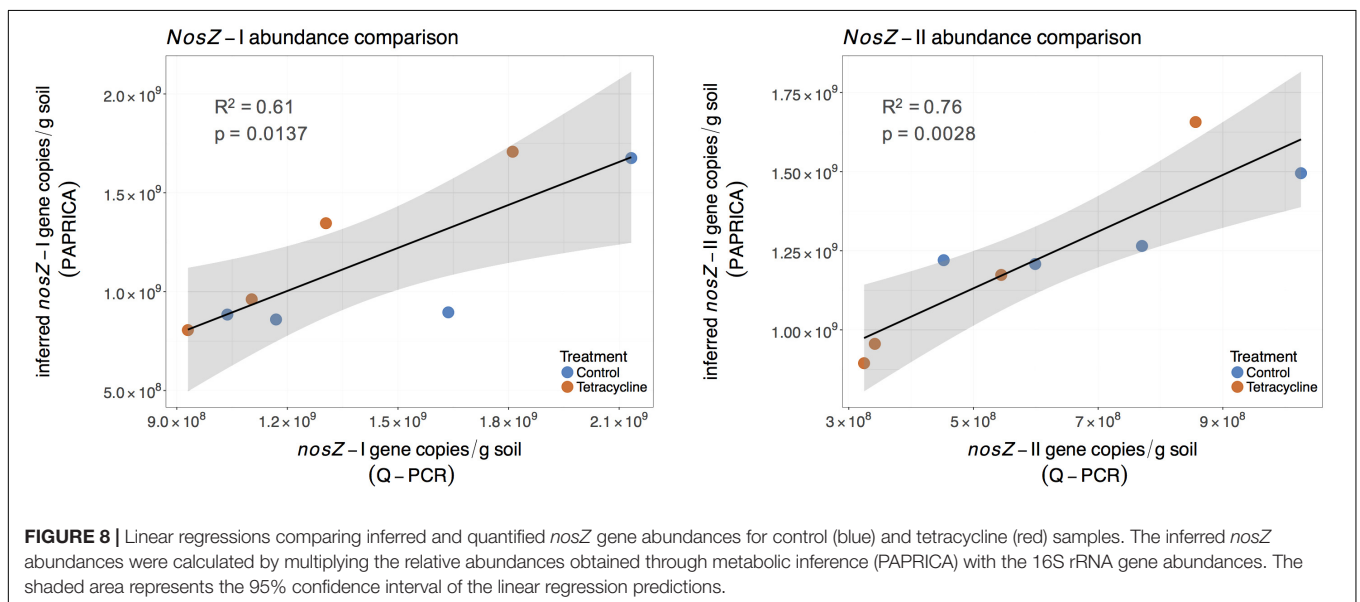 NosZ – I abundance comparison
inferred nosZ – I gene copies/g soil
(PAPRICA)
2.0 × 10⁹
1.5 × 10⁹
1.0 × 10⁹
5.0 × 10⁸
R² = 0.61
p = 0.0137
Treatment
Control
Tetracycline
9.0 × 10⁸
1.2 × 10⁹
1.5 × 10⁹
1.8 × 10⁹
2.1 × 10⁹
nosZ – I gene copies/g soil
(Q – PCR)
NosZ – II abundance comparison
inferred nosZ – II gene copies/g soil
(PAPRICA)
1.75 × 10⁹
1.50 × 10⁹
1.25 × 10⁹
1.00 × 10⁹
R² = 0.76
p = 0.0028
Treatment
Control
Tetracycline
3 × 10⁸
5 × 10⁸
7 × 10⁸
9 × 10⁸
nosZ – II gene copies/g soil
(Q – PCR)
FIGURE 8 | Linear regressions comparing inferred and quantified nosZ gene abundances for control (blue) and tetracycline (red) samples. The inferred nosZ
abundances were calculated by multiplying the relative abundances obtained through metabolic inference (PAPRICA) with the 16S rRNA gene abundances. The
shaded area represents the 95% confidence interval of the linear regression predictions.